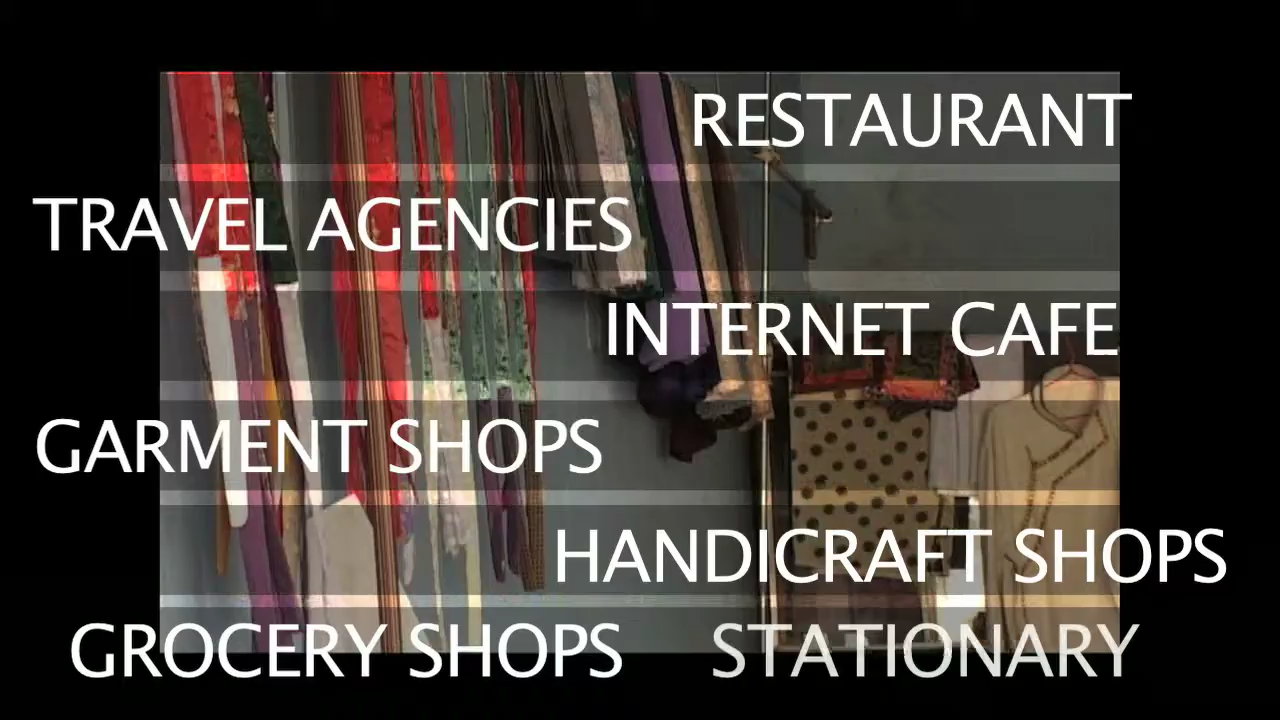 RESTAURANT
TRAVEL AGENCIES
INTERNET CAFE
GARMENT SHOPS
HANDICRAFT SHOPS
GROCERY SHOPS STATIONARY